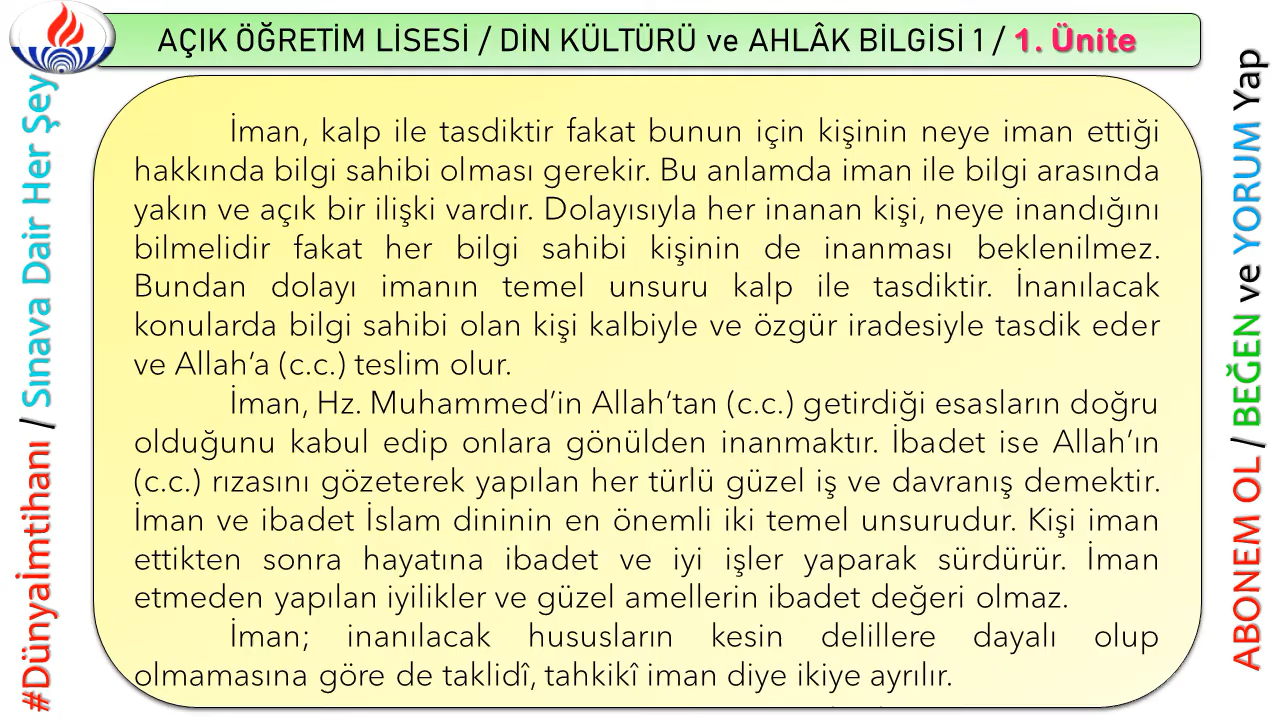 AÇIK ÖĞRETİM LİSESİ / DİN KÜLTÜRÜ ve AHLÂK BİLGİSİ 1 / 1. Ünite
#Dünyaİmtihanı / Sınava Dair Her Şey
İman, kalp ile tasdiktir fakat bunun için kişinin neye iman ettiği
hakkında bilgi sahibi olması gerekir. Bu anlamda iman ile bilgi arasında
yakın ve açık bir ilişki vardır. Dolayısıyla her inanan kişi, neye inandığını
bilmelidir fakat her bilgi sahibi kişinin de inanması beklenilmez.
Bundan dolayı imanın temel unsuru kalp ile tasdiktir. İnanılacak
konularda bilgi sahibi olan kişi kalbiyle ve özgür iradesiyle tasdik eder
ve Allah’a (c.c.) teslim olur.
İman, Hz. Muhammed’in Allah’tan (c.c.) getirdiği esasların doğru
olduğunu kabul edip onlara gönülden inanmaktır. İbadet ise Allah’ın
(c.c.) rızasını gözeterek yapılan her türlü güzel iş ve davranış demektir.
İman ve ibadet İslam dininin en önemli iki temel unsurudur. Kişi iman
ettikten sonra hayatına ibadet ve iyi işler yaparak sürdürür. İman
etmeden yapılan iyilikler ve güzel amellerin ibadet değeri olmaz.
İman; inanılacak hususların kesin delillere dayalı olup
olmamasına göre de taklidî, tahkikî iman diye ikiye ayrılır.
ABONEM OL / BEĞEN ve YORUM Yap